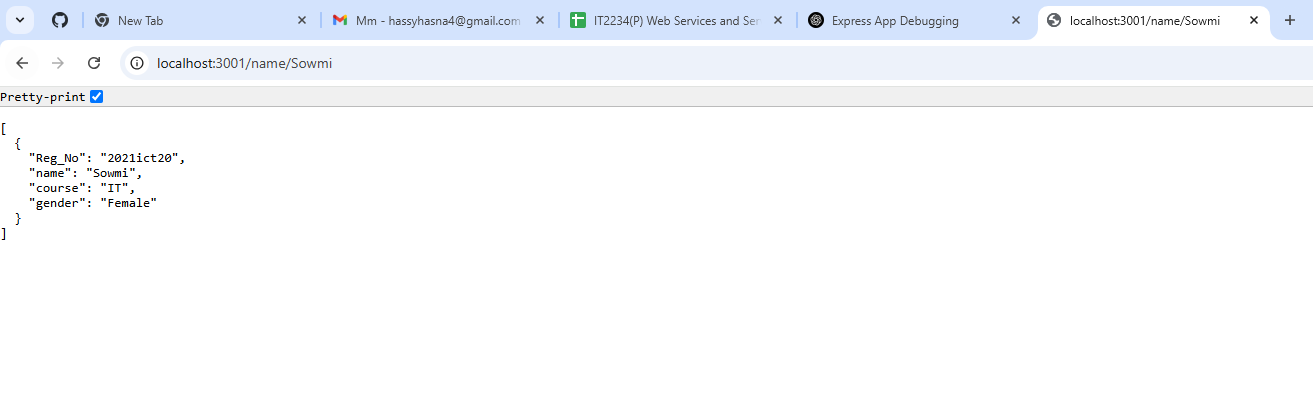 New Tab
Mm - hassyhasna4@gmail.com
IT2234(P) Web Services and Ser
Express App Debugging
localhost:3001/name/Sowmi
localhost:3001/name/Sowmi
Pretty-print
[
{
"Reg_No": "2021ict20",
"name": "Sowmi",
"course": "IT",
"gender": "Female"
}
]